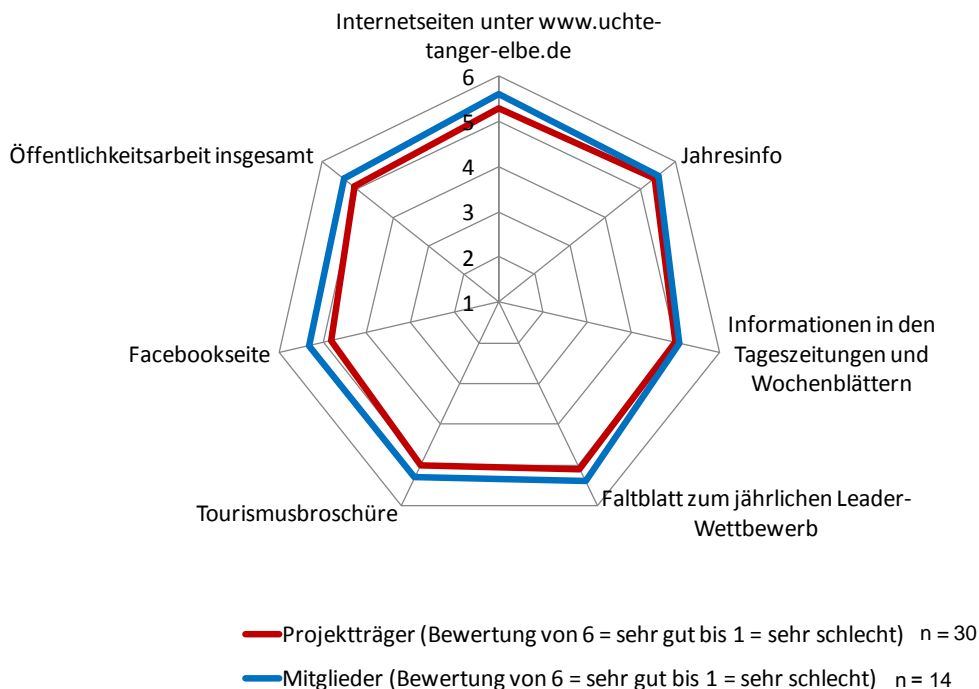 Internetseiten unter www.uchte-
tanger-elbe.de
6
5
4
3
2
1
Jahresinfo
Informationen in den
Tageszeitungen und
Wochenblättern
Faltblatt zum jährlichen Leader-
Wettbewerb
Tourismusbroschüre
Facebookseite
Öffentlichkeitsarbeit insgesamt
Projektträger (Bewertung von 6 = sehr gut bis 1 = sehr schlecht) n = 30
Mitglieder (Bewertung von 6 = sehr gut bis 1 = sehr schlecht) n = 14